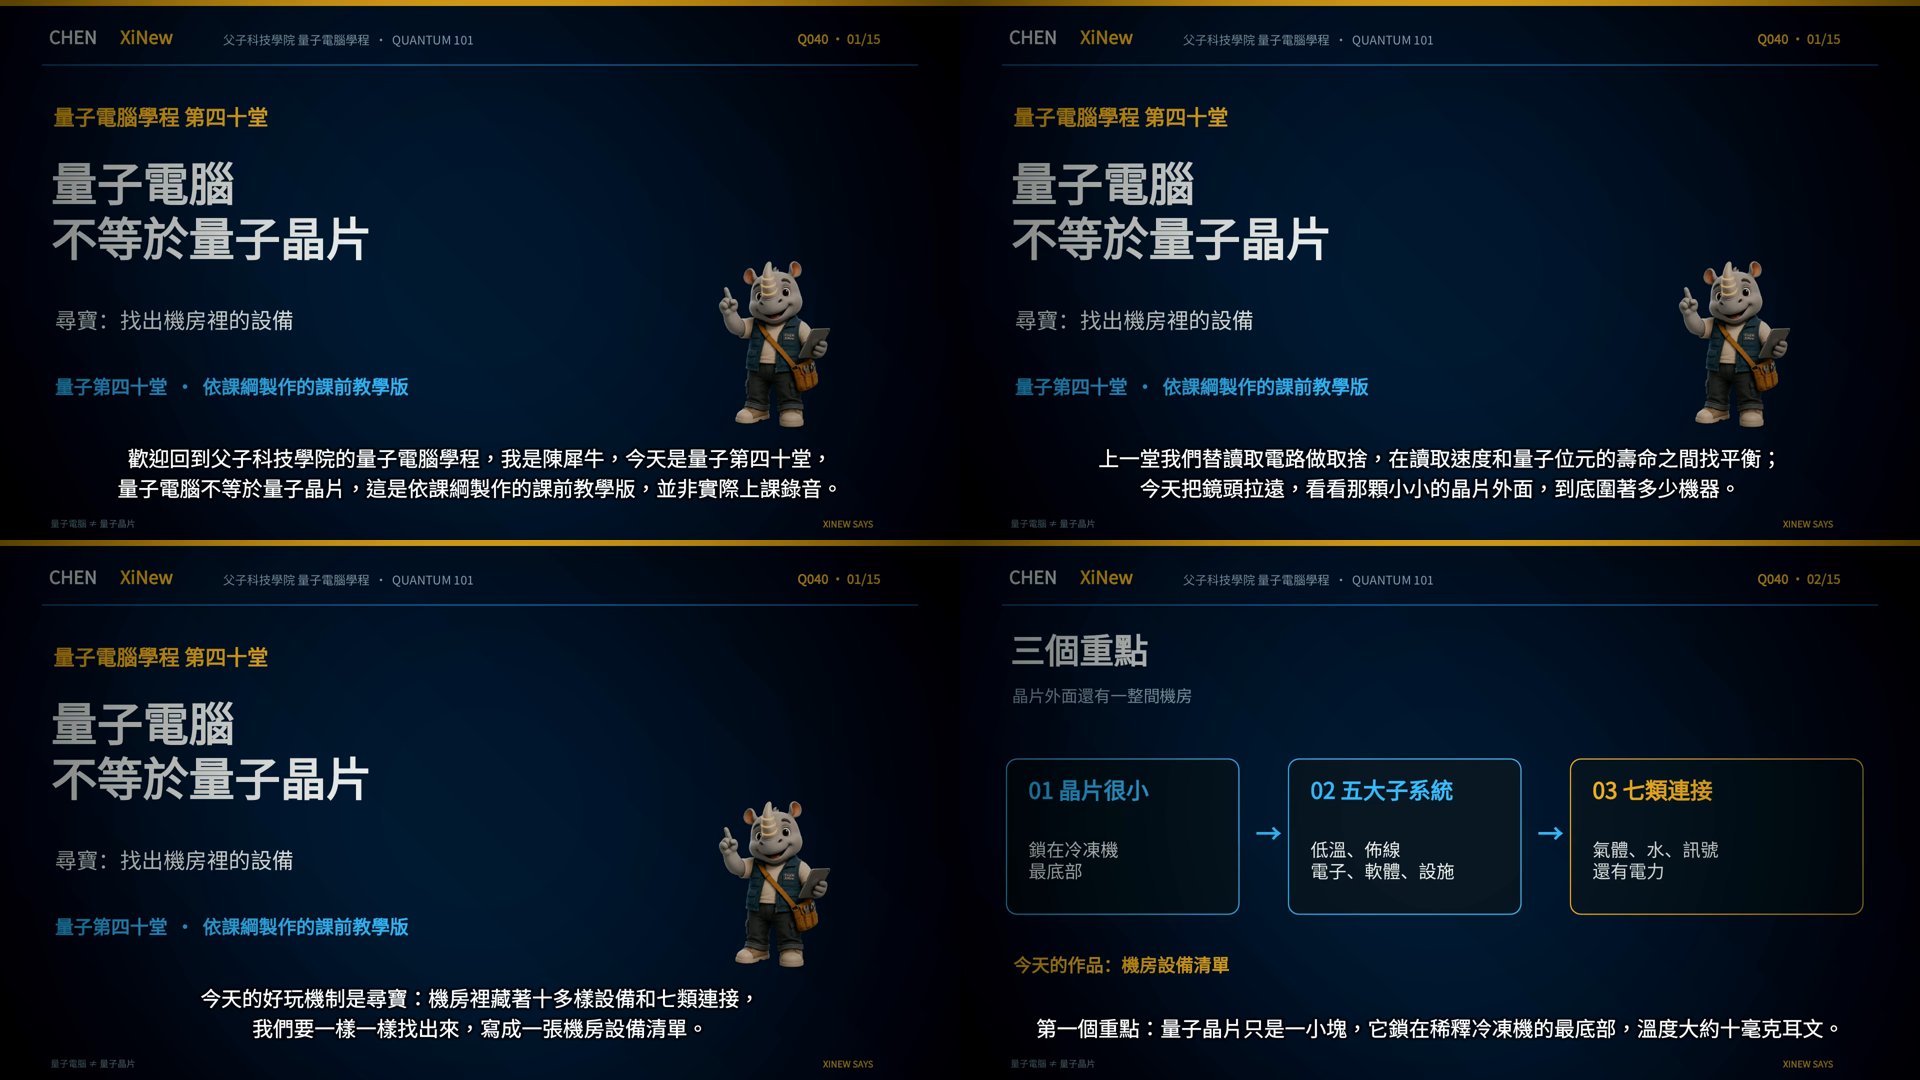 CHEN XiNew 父子科技學院 量子電腦學程 · QUANTUM 101 Q040 · 01/15
量子電腦學程 第四十堂
量子電腦
不等於量子晶片
尋寶：找出機房裡的設備
量子第四十堂 · 依課綱製作的課前教學版
歡迎回到父子科技學院的量子電腦學程，我是陳犀牛，今天是量子第四十堂，
量子電腦不等於量子晶片，這是依課綱製作的課前教學版，並非實際上課錄音。
量子電腦 ≠ 量子晶片 XINEW SAYS
CHEN XiNew 父子科技學院 量子電腦學程 · QUANTUM 101 Q040 · 01/15
量子電腦學程 第四十堂
量子電腦
不等於量子晶片
尋寶：找出機房裡的設備
量子第四十堂 · 依課綱製作的課前教學版
上一堂我們替讀取電路做取捨，在讀取速度和量子位元的壽命之間找平衡；
今天把鏡頭拉遠，看看那顆小小的晶片外面，到底圍著多少機器。
量子電腦 ≠ 量子晶片 XINEW SAYS
CHEN XiNew 父子科技學院 量子電腦學程 · QUANTUM 101 Q040 · 01/15
量子電腦學程 第四十堂
量子電腦
不等於量子晶片
尋寶：找出機房裡的設備
量子第四十堂 · 依課綱製作的課前教學版
今天的好玩機制是尋寶：機房裡藏著十多樣設備和七類連接，
我們要一樣一樣找出來，寫成一張機房設備清單。
量子電腦 ≠ 量子晶片 XINEW SAYS
CHEN XiNew 父子科技學院 量子電腦學程 · QUANTUM 101 Q040 · 02/15
三個重點
晶片外面還有一整間機房
01 晶片很小
鎖在冷凍機
最底部
→
02 五大子系統
低溫、佈線
電子、軟體、設施
→
03 七類連接
氣體、水、訊號
還有電力
今天的作品：機房設備清單
第一個重點：量子晶片只是一小塊，它鎖在稀釋冷凍機的最底部，溫度大約十毫克耳文。
量子電腦 ≠ 量子晶片 XINEW SAYS